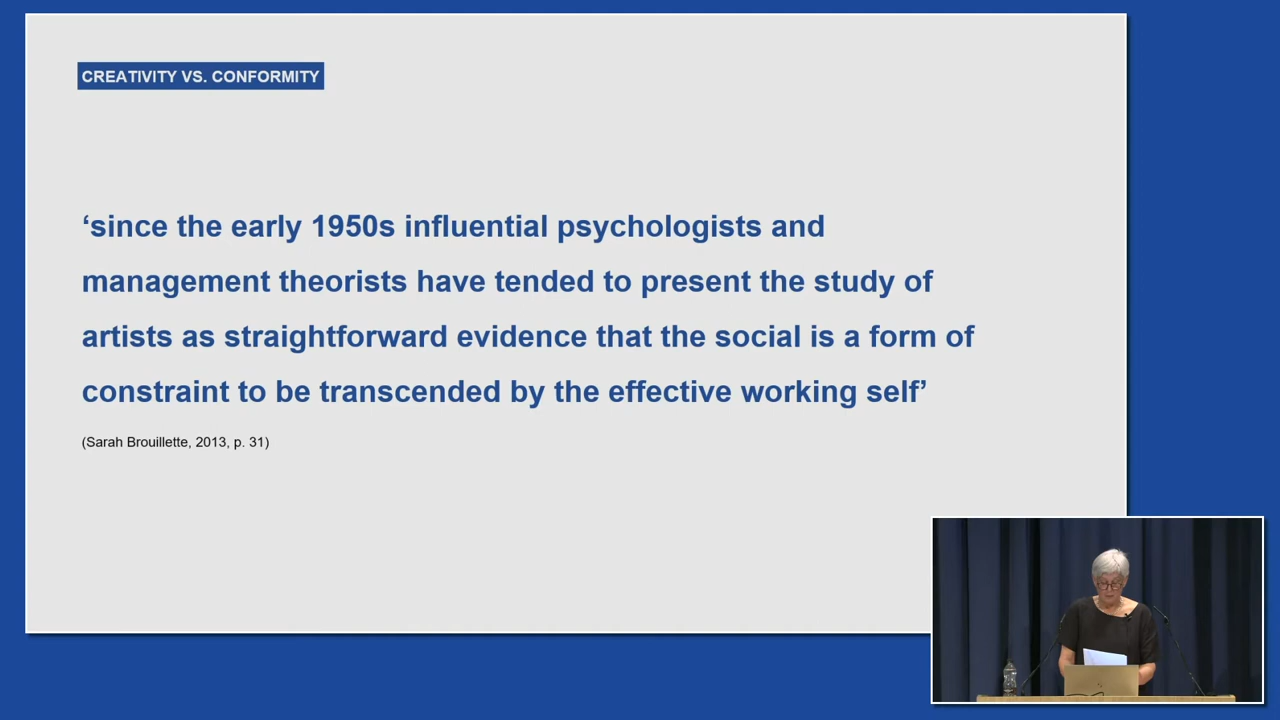 CREATIVITY VS. CONFORMITY
‘since the early 1950s influential psychologists and
management theorists have tended to present the study of
artists as straightforward evidence that the social is a form of
constraint to be transcended by the effective working self’
(Sarah Brouillette, 2013, p. 31)